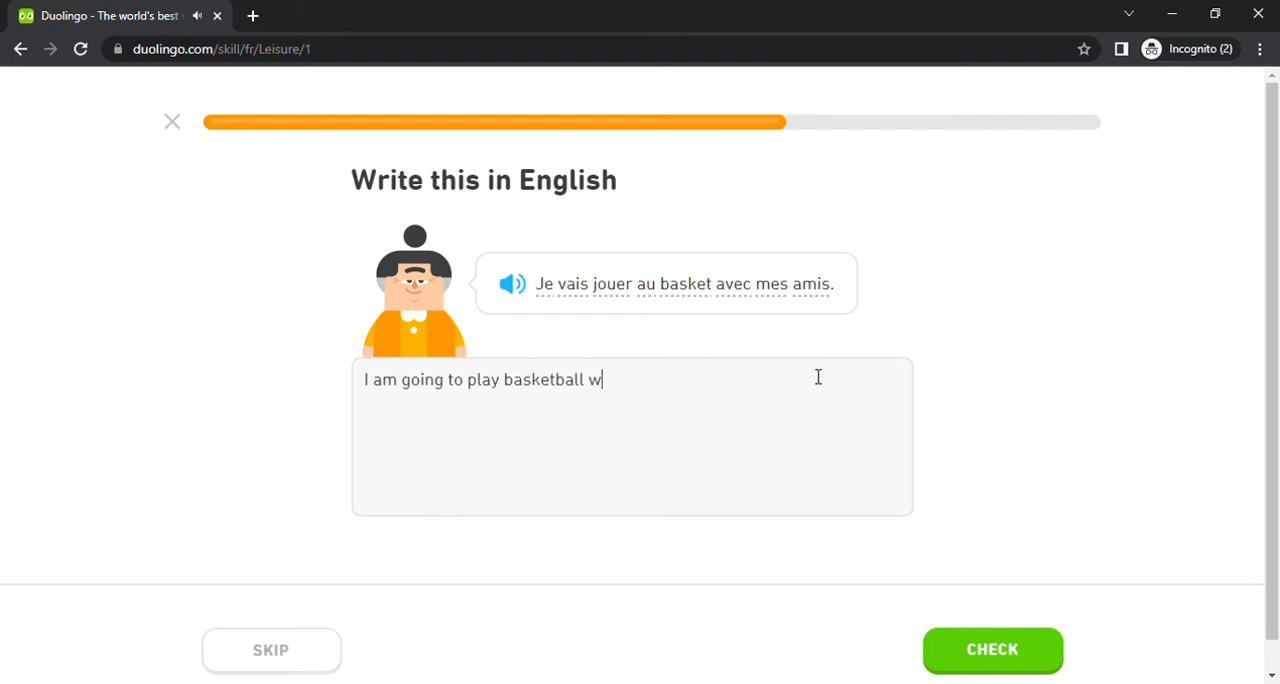 Duolingo - The world's best
duolingo.com/skill/fr/Leisure/1
Incognito (2)
Write this in English
Je vais jouer au basket avec mes amis.
I am going to play basketball w
SKIP
CHECK